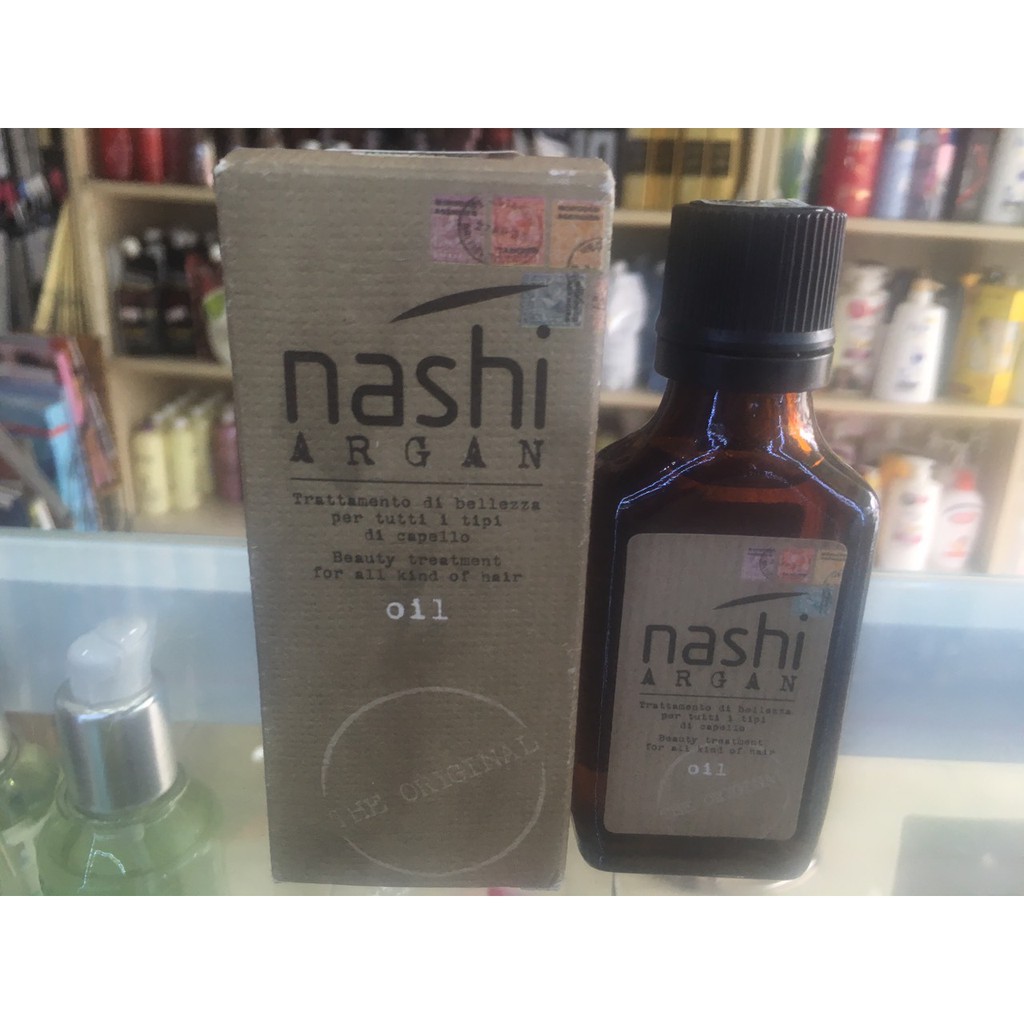 nashi
ARGAN
Trattamento di bellezza
per tutti i tipi
di capello
Beauty treatment
for all kind of hair
oil
THE ORIGINAL
nashi
ARGAN
Trattamento di bellezza
per tutti i tipi
di capello
Beauty treatment
for all kind of hair
oil
THE ORIGINAL